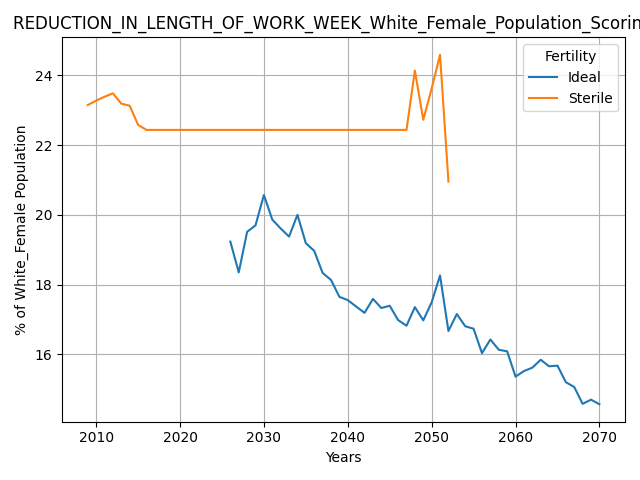 REDUCTION_IN_LENGTH_OF_WORK_WEEK_White_Female_Population_Scorin
Fertility
Ideal
Sterile
% of White_Female Population
24
22
20
18
16
2010 2020 2030 2040 2050 2060 2070
Years